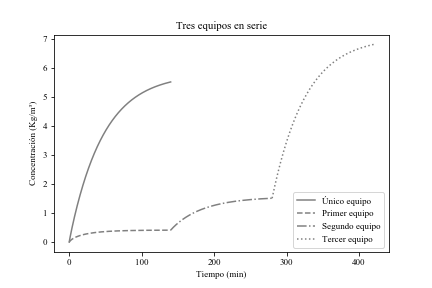 Tres equipos en serie
Concentración (Kg/m³)
7
6
5
4
3
2
1
0
0
100
200
300
400
Tiempo (min)
Único equipo
Primer equipo
Segundo equipo
Tercer equipo